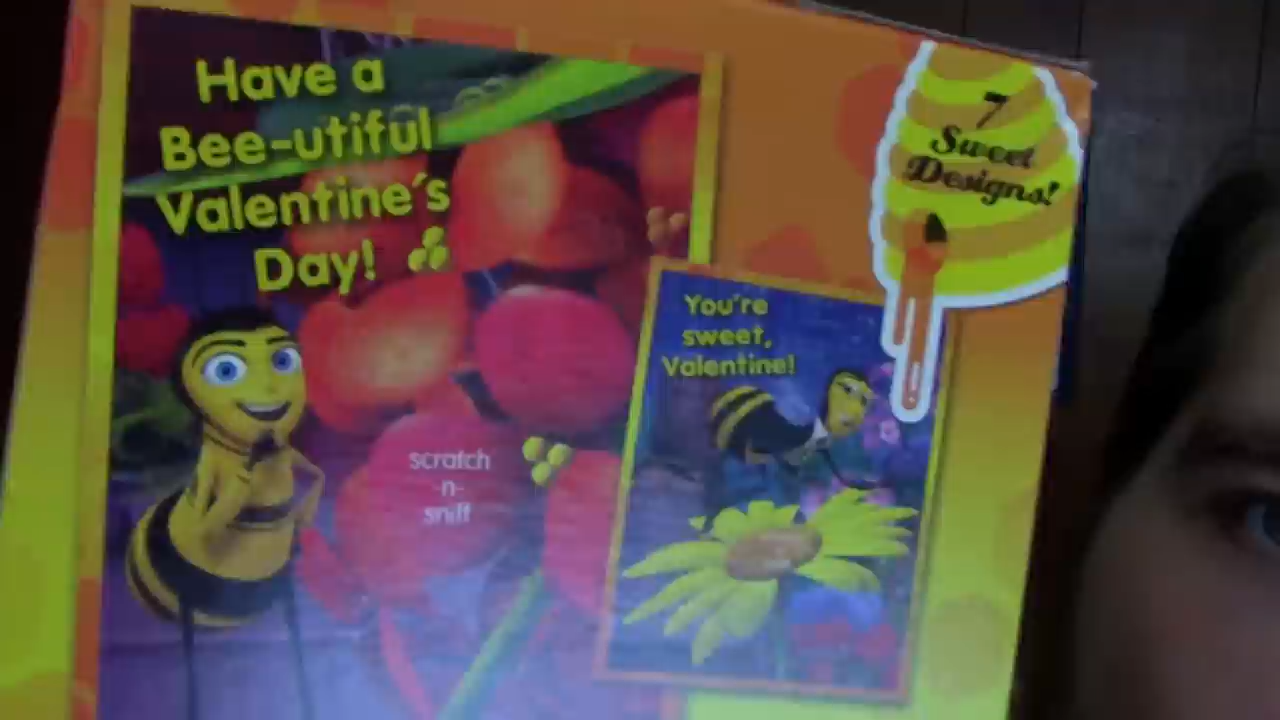 Have a
Bee-utiful
Valentine's
Day!
scratch
-n-
sniff
You're
sweet,
Valentine!
7
Sweet
Designs!